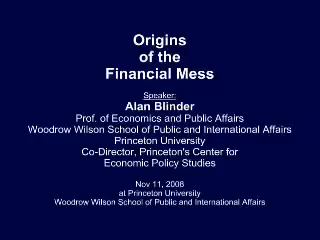 Origins
of the
Financial Mess
Speaker:
Alan Blinder
Prof. of Economics and Public Affairs
Woodrow Wilson School of Public and International Affairs
Princeton University
Co-Director, Princeton's Center for
Economic Policy Studies
Nov 11, 2008
at Princeton University
Woodrow Wilson School of Public and International Affairs